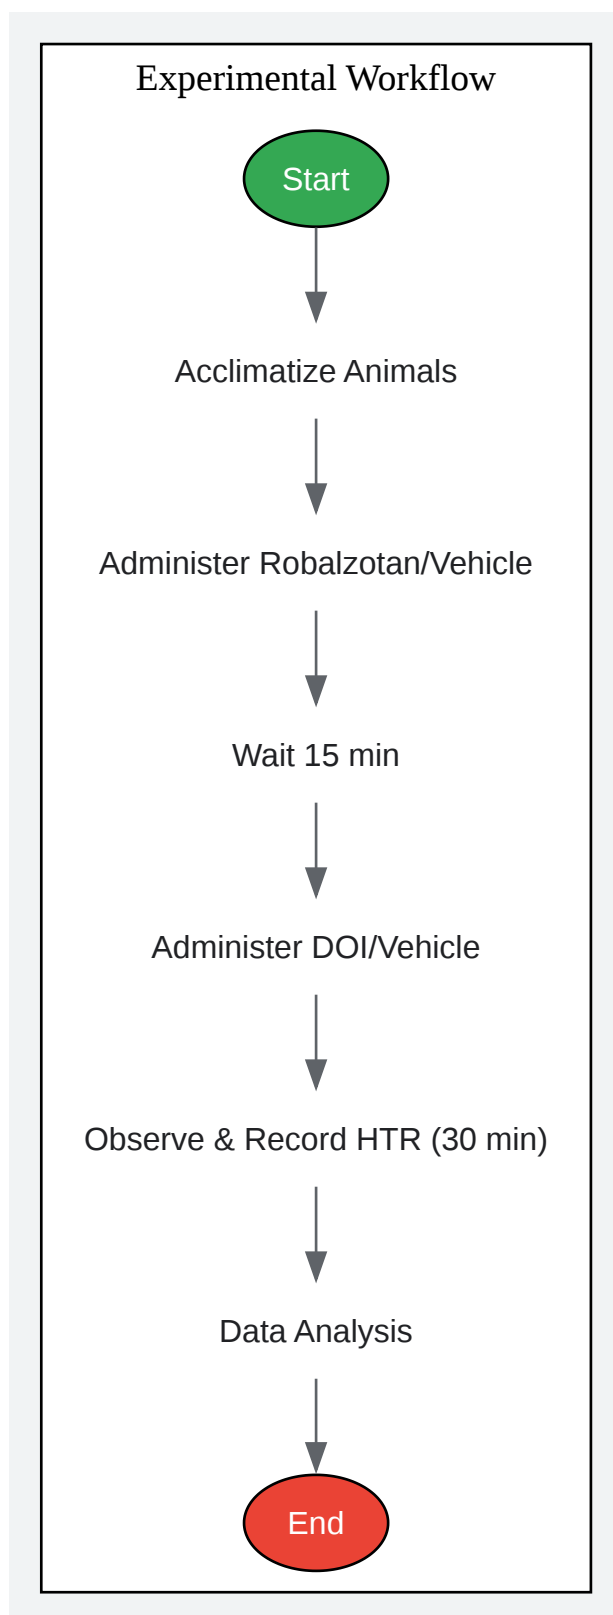 Experimental Workflow
Start
Acclimatize Animals
Administer Robalzotan/Vehicle
Wait 15 min
Administer DOI/Vehicle
Observe & Record HTR (30 min)
Data Analysis
End